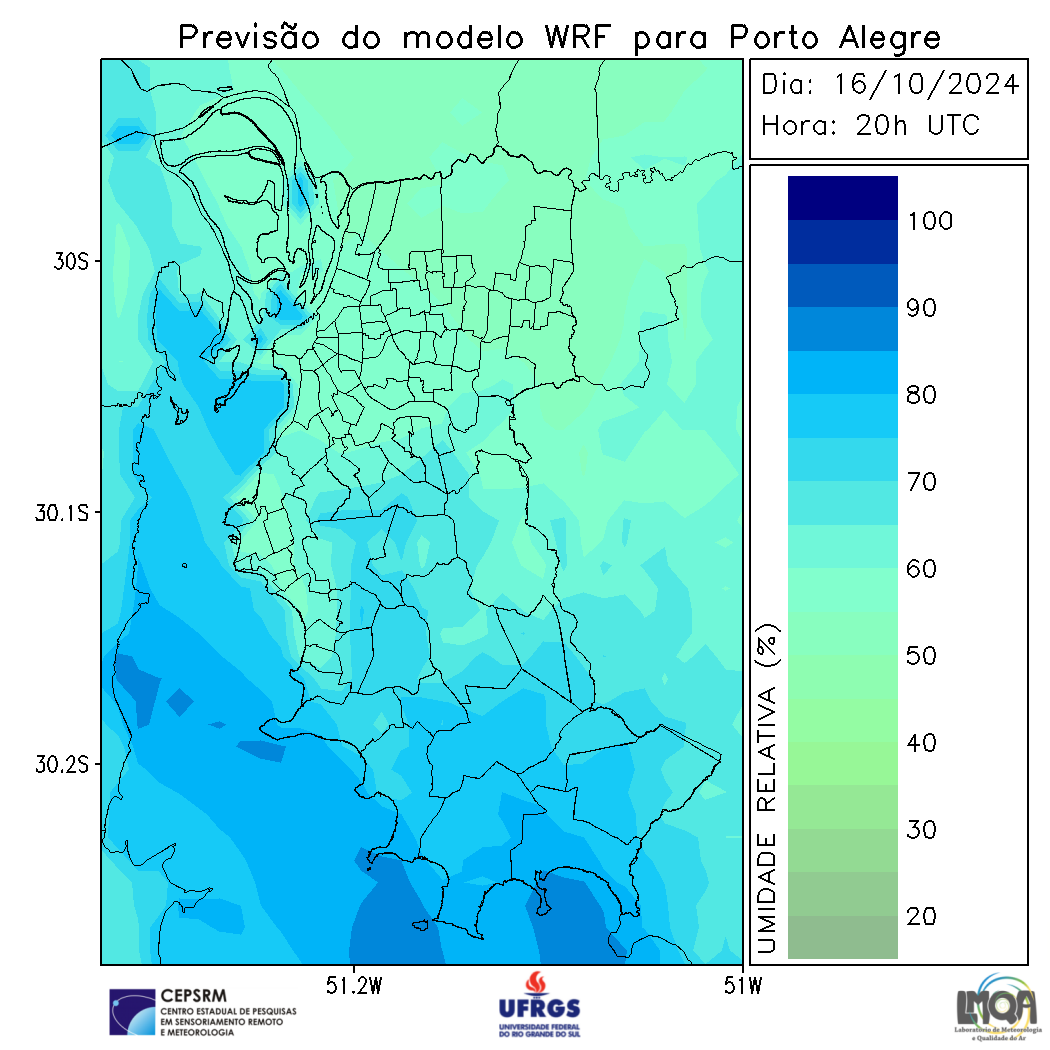 Previsão do modelo WRF para Porto Alegre
Dia: 16/10/2024
Hora: 20h UTC
30S
30.1S
30.2S
51.2W
51W
100
90
80
70
60
50
40
30
20
UMIDADE RELATIVA (%)
CEPSRM
CENTRO ESTADUAL DE PESQUISAS
EM SENSORIAMENTO REMOTO
E METEOROLOGIA
UFRGS
UNIVERSIDADE FEDERAL
DO RIO GRANDE DO SUL
LMQA
Laboratório de Meteorologia
e Qualidade do Ar